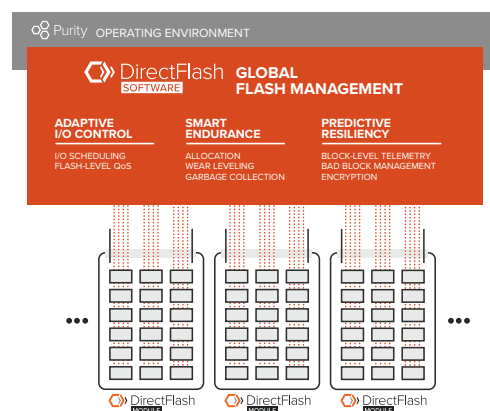 Purity OPERATING ENVIRONMENT
DirectFlash
SOFTWARE
GLOBAL
FLASH MANAGEMENT
ADAPTIVE
I/O CONTROL
I/O SCHEDULING
FLASH-LEVEL QoS
SMART
ENDURANCE
ALLOCATION
WEAR LEVELING
GARBAGE COLLECTION
PREDICTIVE
RESILIENCY
BLOCK-LEVEL TELEMETRY
BAD BLOCK MANAGEMENT
ENCRYPTION
DirectFlash
MODULE
DirectFlash
MODULE
DirectFlash
MODULE